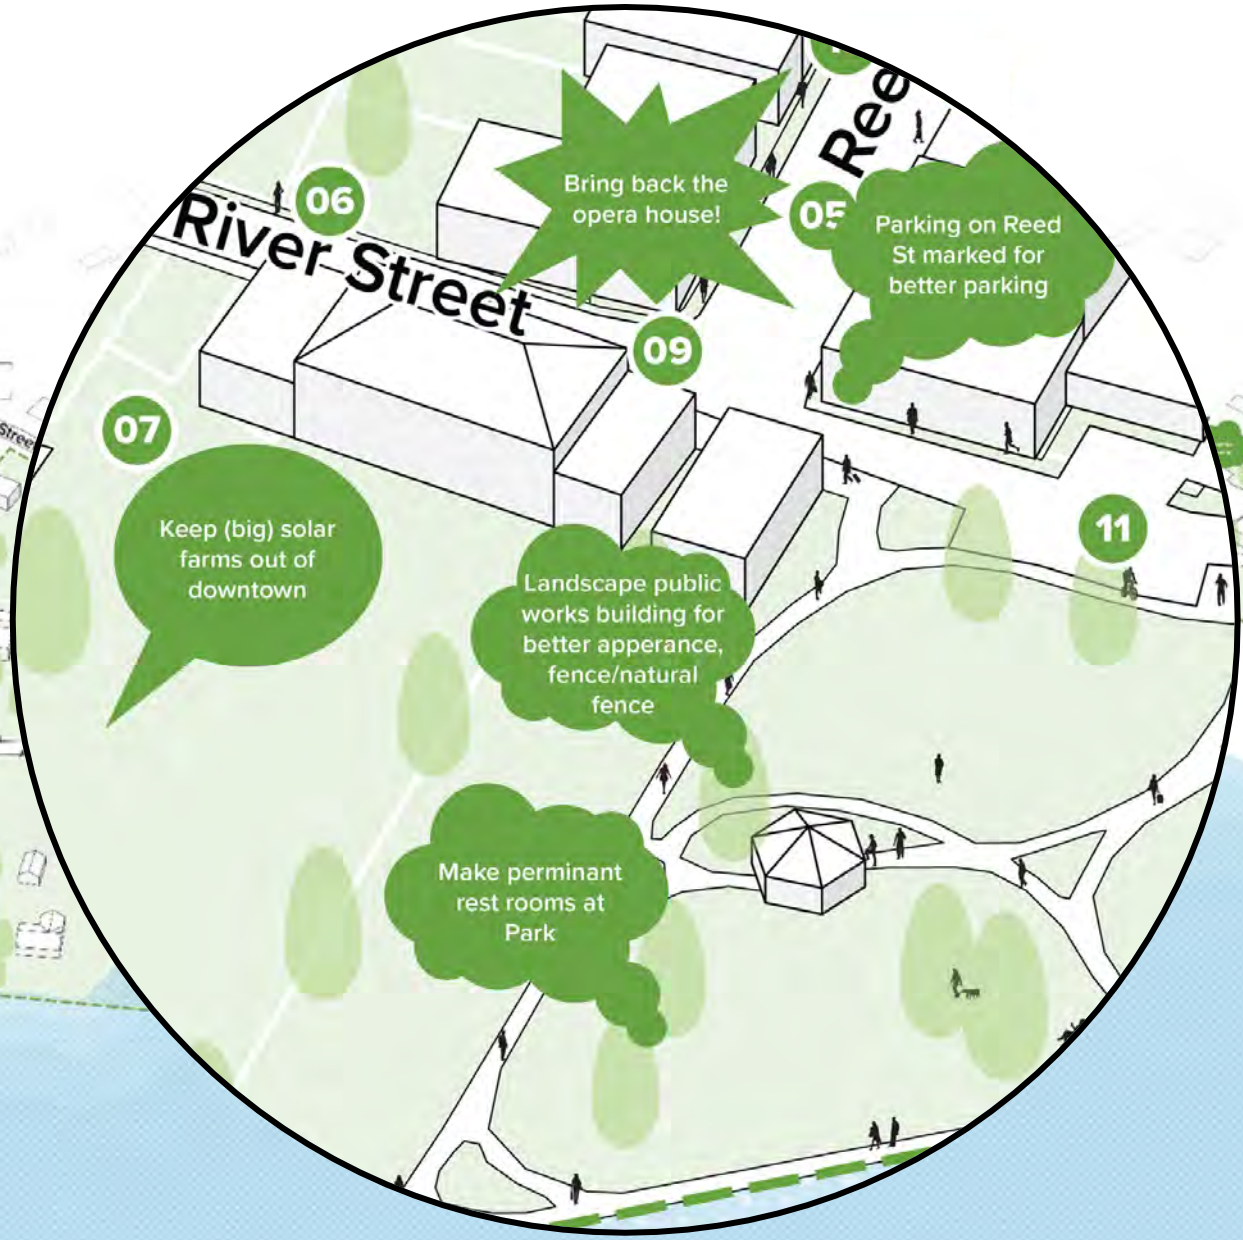 Ree
06
River Street
Bring back the
opera house!
05
Parking on Reed
St marked for
better parking
09
07
Street
Keep (big) solar
farms out of
downtown
11
Landscape public
works building for
better apperance,
fence/natural
fence
Make perminant
rest rooms at
Park